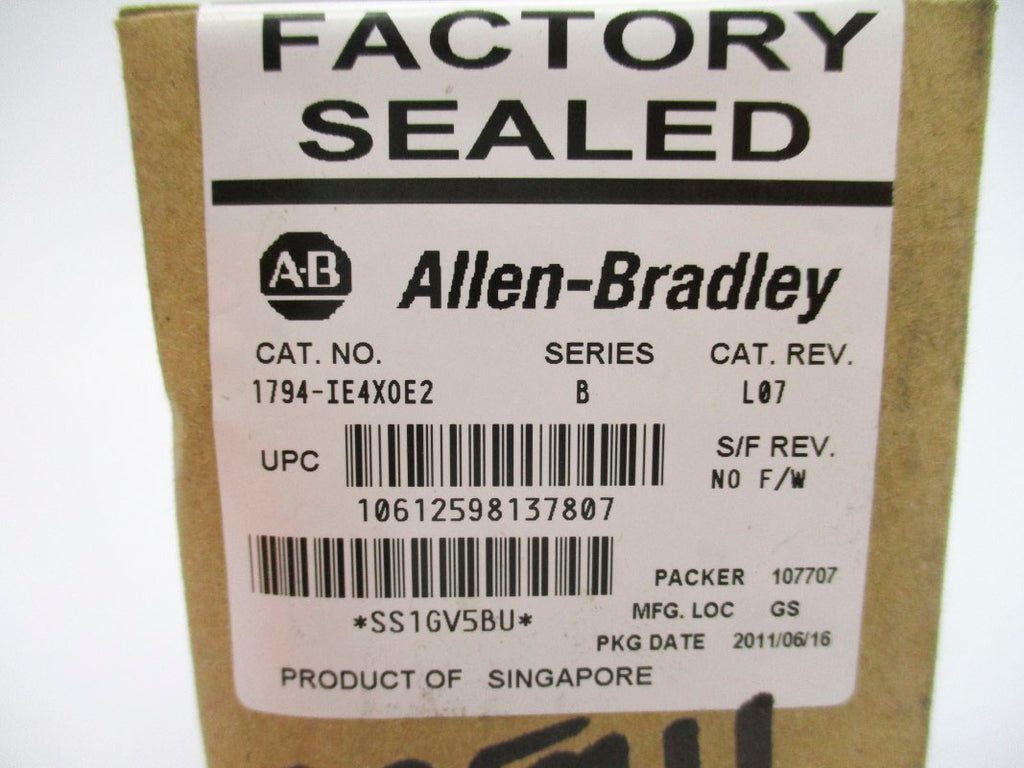 FACTORY
SEALED
A-B Allen-Bradley
CAT. NO. SERIES CAT. REV.
1794-IE4XOE2 B L07
UPC S/F REV.
NO F/W
10612598137807
PACKER 107707
*SS1GV5BU* MFG. LOC GS
PKG DATE 2011/06/16
PRODUCT OF SINGAPORE